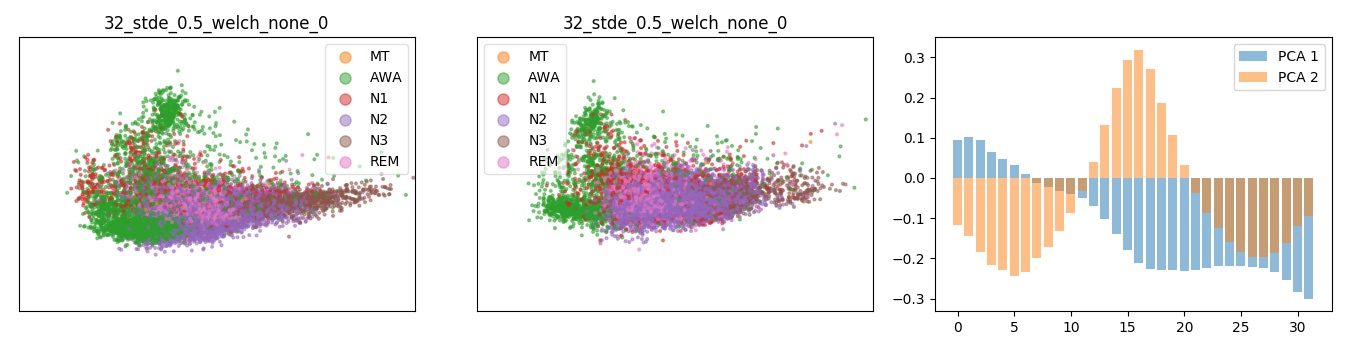 32_stde_0.5_welch_none_0
MT
AWA
N1
N2
N3
REM
32_stde_0.5_welch_none_0
MT
AWA
N1
N2
N3
REM
PCA 1
PCA 2
0.3
0.2
0.1
0.0
−0.1
−0.2
−0.3
0 5 10 15 20 25 30